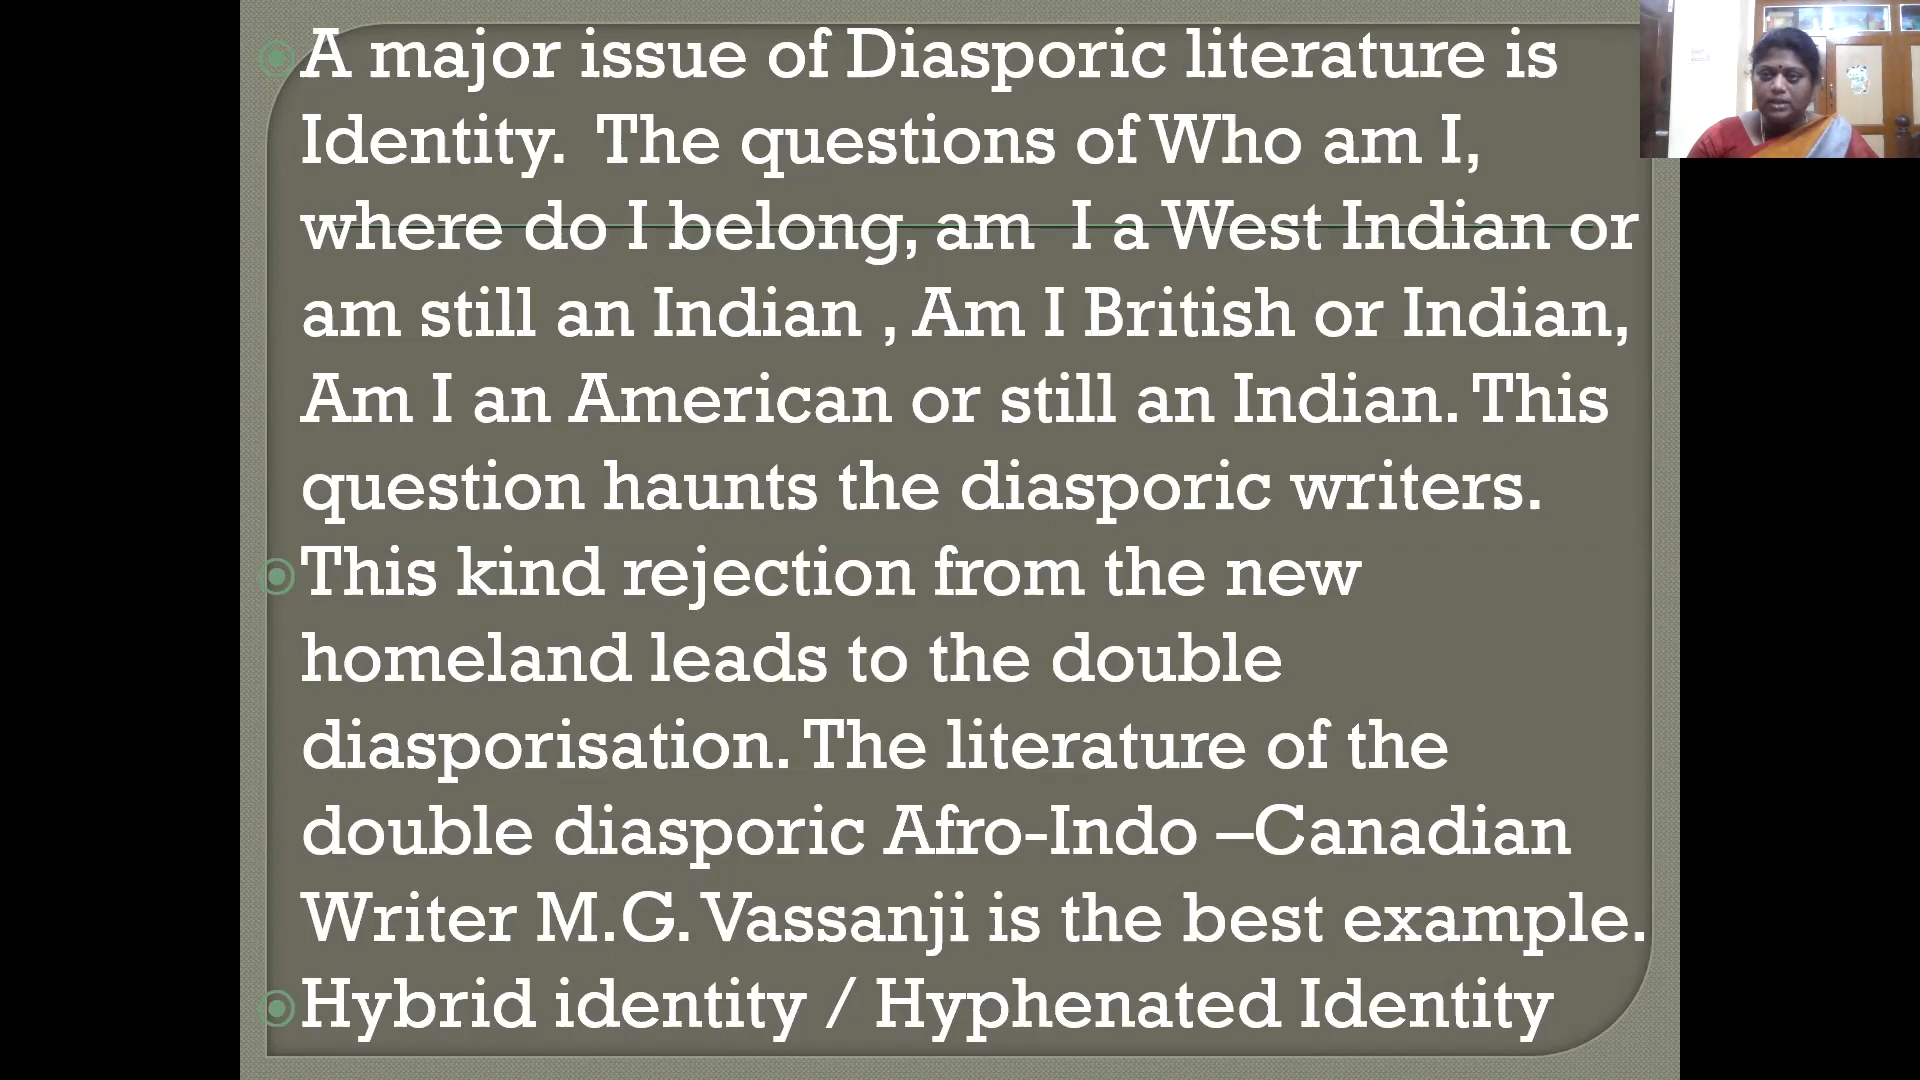 A major issue of Diasporic literature is
Identity.  The questions of Who am I,
where do I belong, am  I a West Indian or
am still an Indian , Am I British or Indian,
Am I an American or still an Indian. This
question haunts the diasporic writers.
This kind rejection from the new
homeland leads to the double
diasporisation. The literature of the
double diasporic Afro-Indo –Canadian
Writer M.G. Vassanji is the best example.
Hybrid identity / Hyphenated Identity